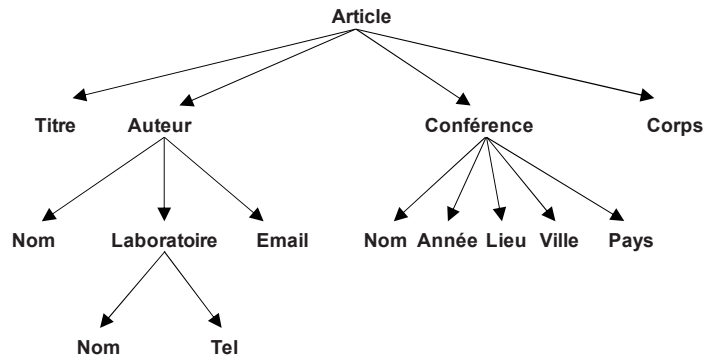 Article
Titre Auteur Conférence Corps
Nom Laboratoire Email Nom Année Lieu Ville Pays
Nom Tel